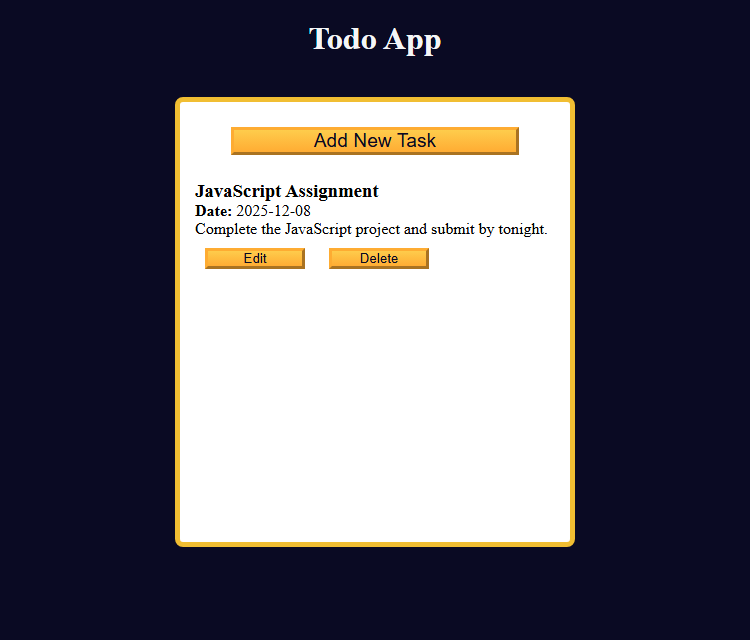 Todo App
Add New Task
JavaScript Assignment
Date: 2025-12-08
Complete the JavaScript project and submit by tonight.
Edit Delete